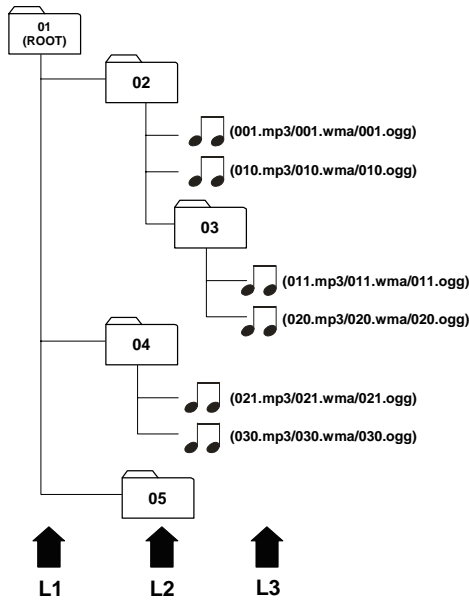 01
(ROOT)
02
(001.mp3/001.wma/001.ogg)
(010.mp3/010.wma/010.ogg)
03
(011.mp3/011.wma/011.ogg)
(020.mp3/020.wma/020.ogg)
04
(021.mp3/021.wma/021.ogg)
(030.mp3/030.wma/030.ogg)
05
L1 L2 L3